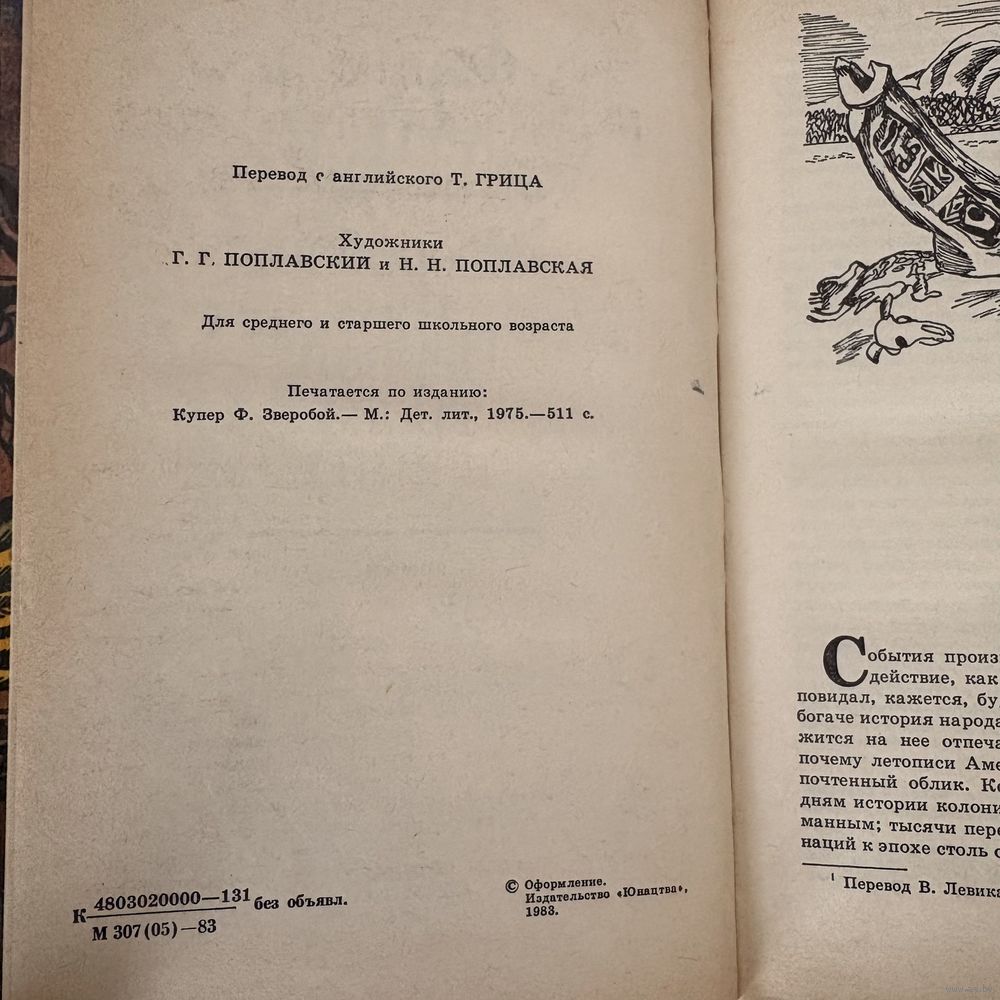 Перевод с английского Т. ГРИЦА
Художники
Г. Г. ПОПЛАВСКИЙ и Н. Н. ПОПЛАВСКАЯ
Для среднего и старшего школьного возраста
Печатается по изданию:
Купер Ф. Зверобой.— М.: Дет. лит., 1975.—511 с.
К 4803020000—131 без объявл.
М 307(05)—83
© Оформление.
Издательство «Юнацтва»,
1983.
События произ
действие, как
повидал, кажется, бу
богаче история народа
жится на нее отпеча
почему летописи Аме
почтенный облик. Ко
дням истории колони
манным; тысячи пере
наций к эпохе столь о
¹ Перевод В. Левика